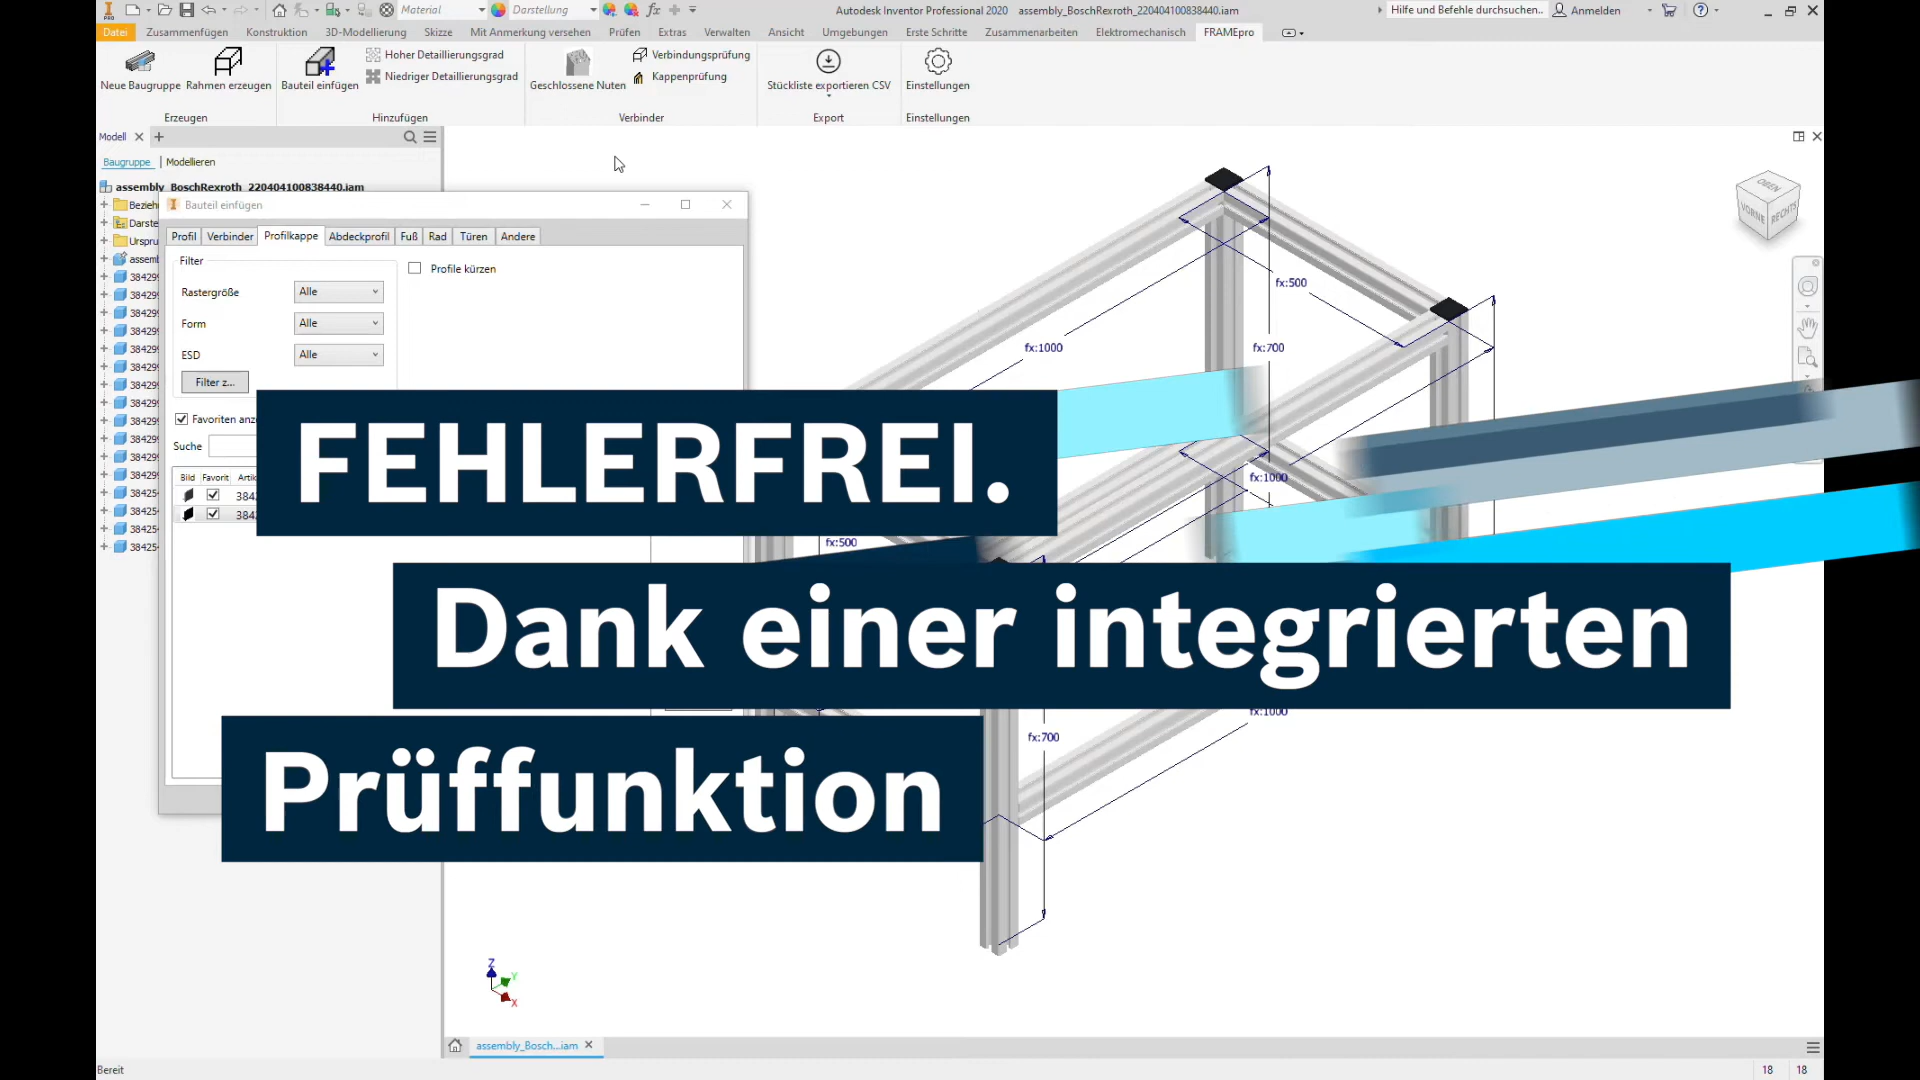 Material
Darstellung
Autodesk Inventor Professional 2020 assembly_BoschRexroth_220404100838440.iam
Hilfe und Befehle durchsuchen..
Anmelden
Datei Zusammenfügen Konstruktion 3D-Modellierung Skizze Mit Anmerkung versehen Prüfen Extras Verwalten Ansicht Umgebungen Erste Schritte Zusammenarbeiten Elektromechanisch FRAMEpro
Neue Baugruppe Rahmen erzeugen
Bauteil einfügen
Hoher Detaillierungsgrad
Niedriger Detaillierungsgrad
Geschlossene Nuten
Verbindungsprüfung
Kappenprüfung
Stückliste exportieren CSV
Einstellungen
Erzeugen Hinzufügen Verbinder Export Einstellungen
Modell
Baugruppe | Modellieren
assembly_BoschRexroth_220404100838440.iam
Bauteil einfügen
Profil Verbinder Profilkappe Abdeckprofil Fuß Rad Türen Andere
Filter
Profile kürzen
Rastergröße Alle
Form Alle
ESD Alle
Filter z...
Suche
Bild Favorit
OBEN
VORNE
RECHTS
fx:500
fx:1000
fx:700
fx:1000
fx:500
fx:1000
fx:700
FEHLERFREI.
Dank einer integrierten
Prüffunktion
Z
Y
X
assembly_Bosch...iam
Bereit
18 18